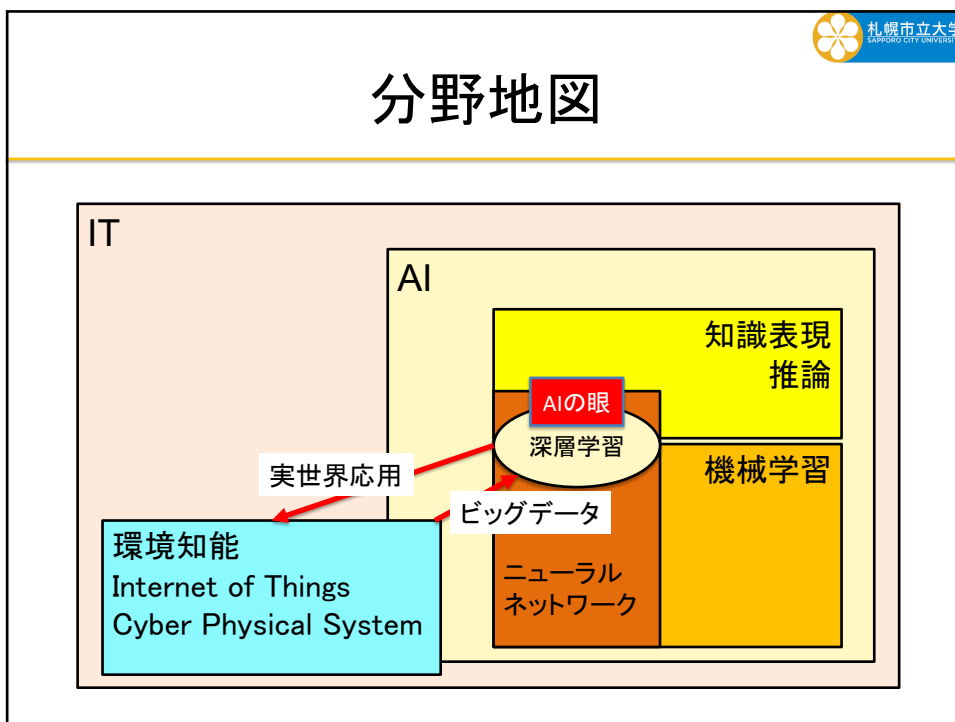 札幌市立大学
SAPPORO CITY UNIVERSITY
分野地図
IT
AI
知識表現
推論
AIの眼
深層学習
機械学習
実世界応用
ビッグデータ
環境知能
Internet of Things
Cyber Physical System
ニューラル
ネットワーク